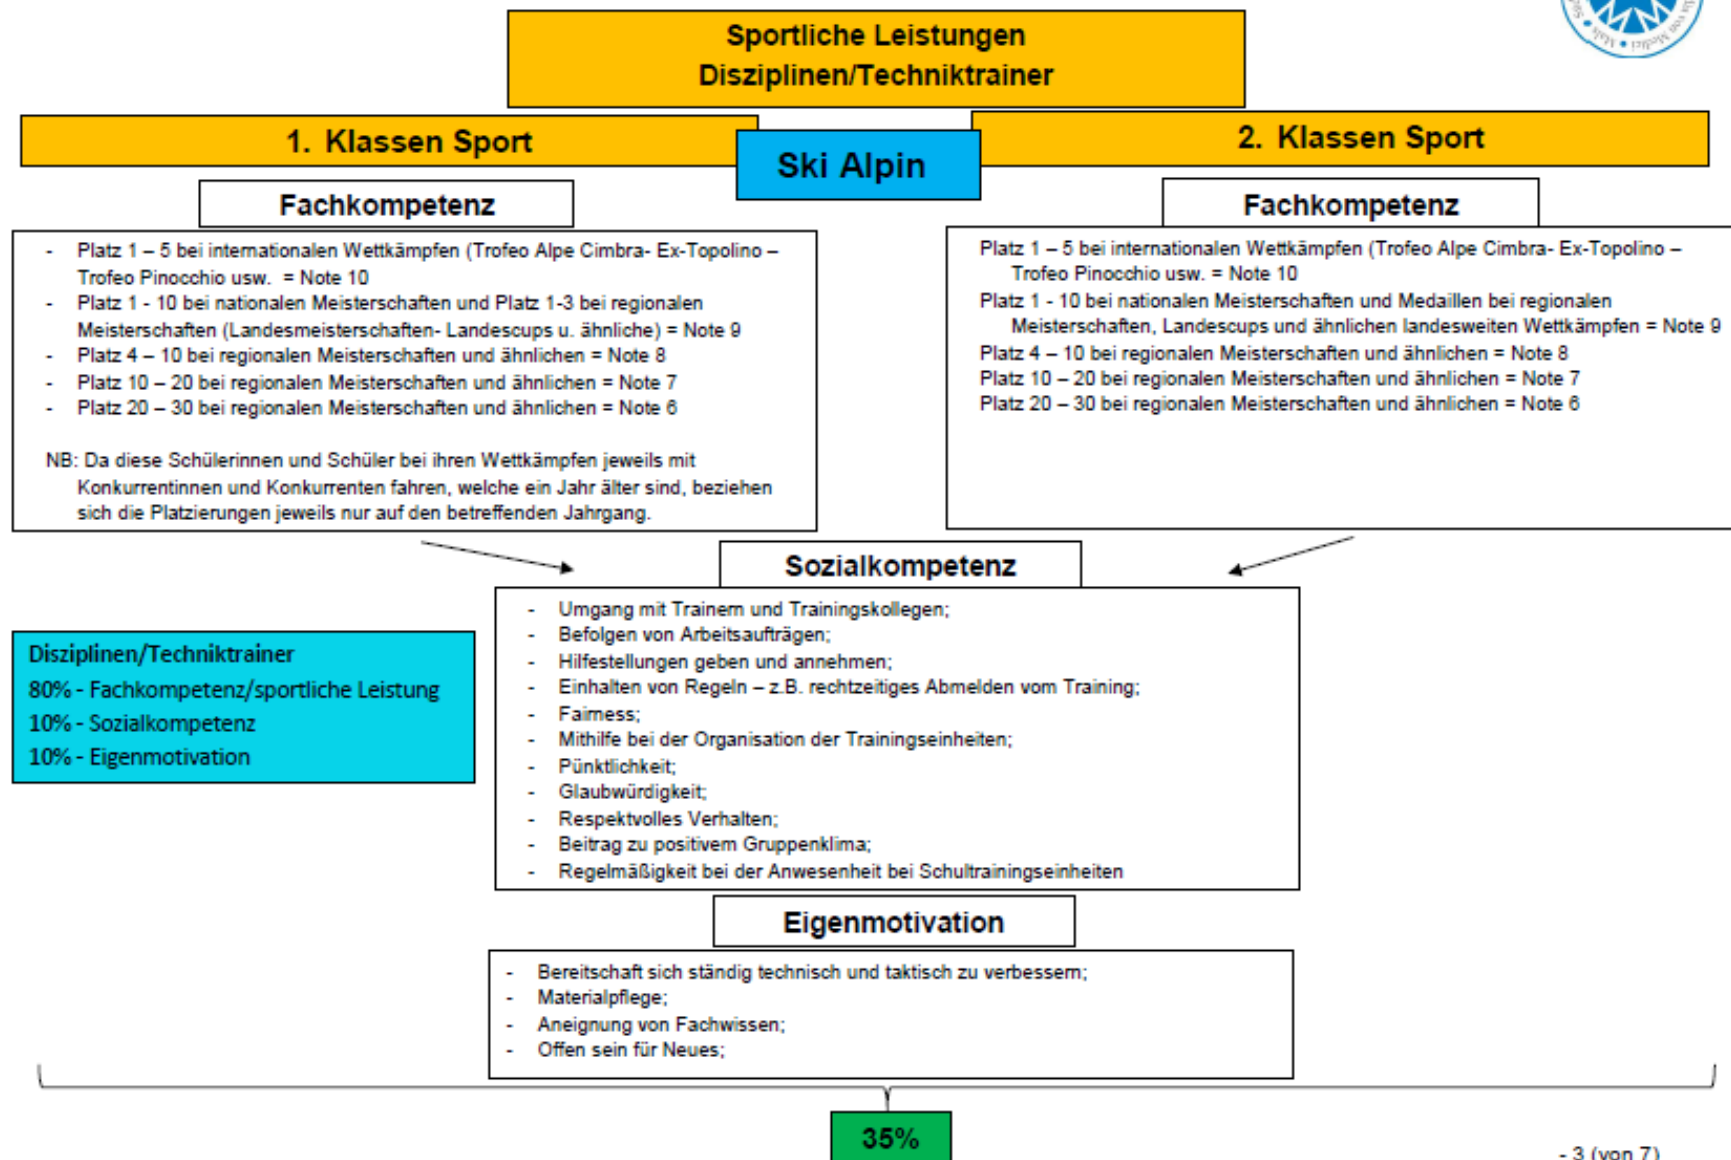 Sportliche Leistungen
Disziplinen/Techniktrainer
1. Klassen Sport
Ski Alpin
2. Klassen Sport
Fachkompetenz
- Platz 1 – 5 bei internationalen Wettkämpfen (Trofeo Alpe Cimbra- Ex-Topolino –
Trofeo Pinocchio usw. = Note 10
- Platz 1 - 10 bei nationalen Meisterschaften und Platz 1-3 bei regionalen
Meisterschaften (Landesmeisterschaften- Landescups u. ähnliche) = Note 9
- Platz 4 – 10 bei regionalen Meisterschaften und ähnlichen = Note 8
- Platz 10 – 20 bei regionalen Meisterschaften und ähnlichen = Note 7
- Platz 20 – 30 bei regionalen Meisterschaften und ähnlichen = Note 6
NB: Da diese Schülerinnen und Schüler bei ihren Wettkämpfen jeweils mit
Konkurrentinnen und Konkurrenten fahren, welche ein Jahr älter sind, beziehen
sich die Platzierungen jeweils nur auf den betreffenden Jahrgang.
Fachkompetenz
Platz 1 – 5 bei internationalen Wettkämpfen (Trofeo Alpe Cimbra- Ex-Topolino –
Trofeo Pinocchio usw. = Note 10
Platz 1 - 10 bei nationalen Meisterschaften und Medaillen bei regionalen
Meisterschaften, Landescups und ähnlichen landesweiten Wettkämpfen = Note 9
Platz 4 – 10 bei regionalen Meisterschaften und ähnlichen = Note 8
Platz 10 – 20 bei regionalen Meisterschaften und ähnlichen = Note 7
Platz 20 – 30 bei regionalen Meisterschaften und ähnlichen = Note 6
Sozialkompetenz
- Umgang mit Trainern und Trainingskollegen;
- Befolgen von Arbeitsaufträgen;
- Hilfestellungen geben und annehmen;
- Einhalten von Regeln – z.B. rechtzeitiges Abmelden vom Training;
- Fairness;
- Mithilfe bei der Organisation der Trainingseinheiten;
- Pünktlichkeit;
- Glaubwürdigkeit;
- Respektvolles Verhalten;
- Beitrag zu positivem Gruppenklima;
- Regelmäßigkeit bei der Anwesenheit bei Schultrainingseinheiten
Disziplinen/Techniktrainer
80% - Fachkompetenz/sportliche Leistung
10% - Sozialkompetenz
10% - Eigenmotivation
Eigenmotivation
- Bereitschaft sich ständig technisch und taktisch zu verbessern;
- Materialpflege;
- Aneignung von Fachwissen;
- Offen sein für Neues;
35%
- 3 (von 7)